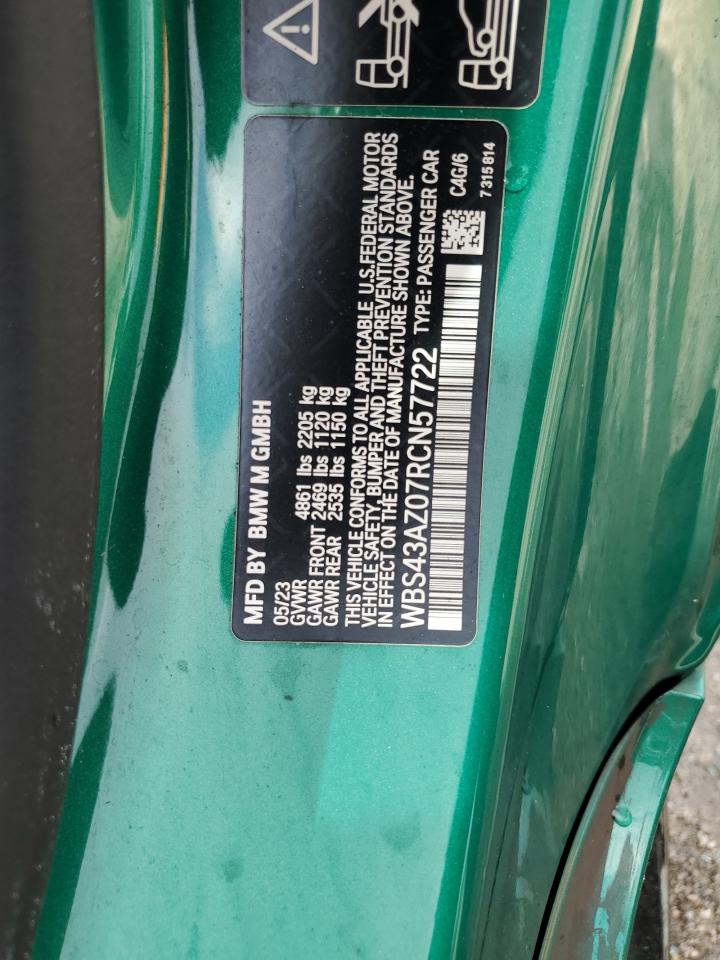 MFD BY BMW M GMBH
05/23
GVWR 4861 lbs 2205 kg
GAWR FRONT 2469 lbs 1120 kg
GAWR REAR 2535 lbs 1150 kg
THIS VEHICLE CONFORMS TO ALL APPLICABLE U.S.FEDERAL MOTOR
VEHICLE SAFETY, BUMPER AND THEFT PREVENTION STANDARDS
IN EFFECT ON THE DATE OF MANUFACTURE SHOWN ABOVE.
WBS43AZ07RCN57722 TYPE: PASSENGER CAR
C4G/6
7 315 814